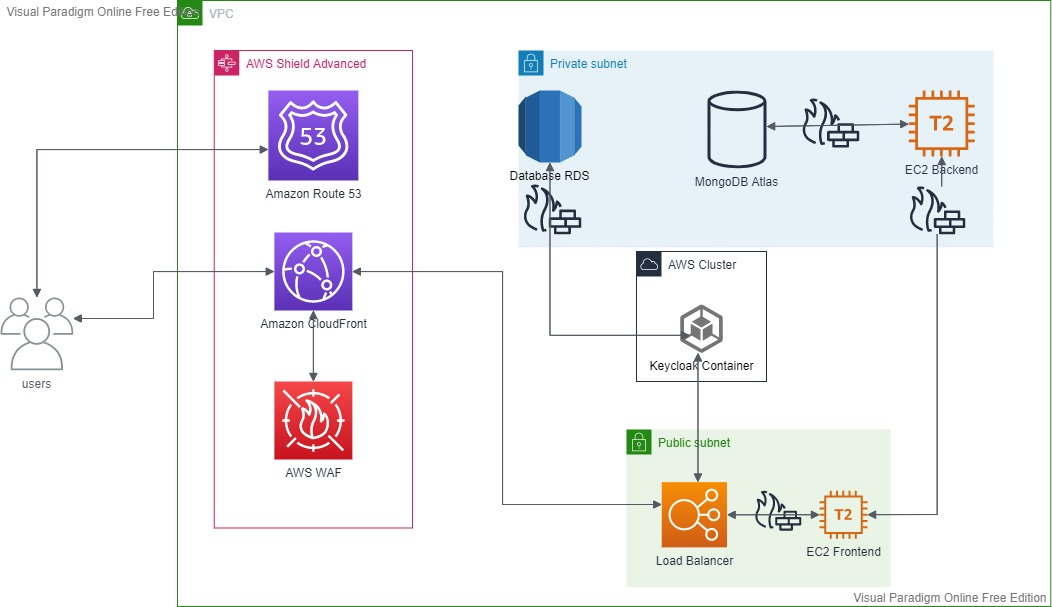 Visual Paradigm Online Free Edition
VPC
AWS Shield Advanced
Private subnet
53
T2
Amazon Route 53
Database RDS
MongoDB Atlas
EC2 Backend
AWS Cluster
Amazon CloudFront
Keycloak Container
users
Public subnet
AWS WAF
T2
Load Balancer
EC2 Frontend
Visual Paradigm Online Free Edition